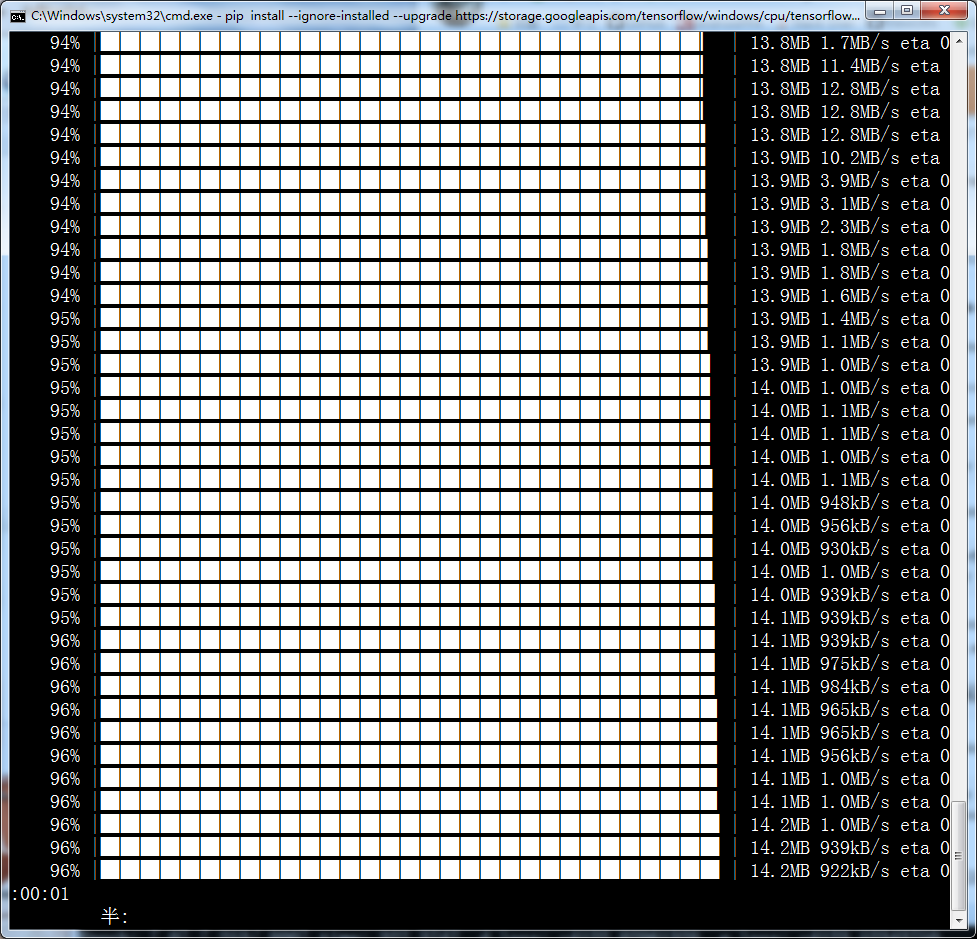 C:\Windows\system32\cmd.exe - pip  install --ignore-installed --upgrade https://storage.googleapis.com/tensorflow/windows/cpu/tensorflow...
94% | | 13.8MB 1.7MB/s eta 0
94% | | 13.8MB 11.4MB/s eta
94% | | 13.8MB 12.8MB/s eta
94% | | 13.8MB 12.8MB/s eta
94% | | 13.8MB 12.8MB/s eta
94% | | 13.9MB 10.2MB/s eta
94% | | 13.9MB 3.9MB/s eta 0
94% | | 13.9MB 3.1MB/s eta 0
94% | | 13.9MB 2.3MB/s eta 0
94% | | 13.9MB 1.8MB/s eta 0
94% | | 13.9MB 1.8MB/s eta 0
94% | | 13.9MB 1.6MB/s eta 0
95% | | 13.9MB 1.4MB/s eta 0
95% | | 13.9MB 1.1MB/s eta 0
95% | | 13.9MB 1.0MB/s eta 0
95% | | 14.0MB 1.0MB/s eta 0
95% | | 14.0MB 1.1MB/s eta 0
95% | | 14.0MB 1.1MB/s eta 0
95% | | 14.0MB 1.0MB/s eta 0
95% | | 14.0MB 1.1MB/s eta 0
95% | | 14.0MB 948kB/s eta 0
95% | | 14.0MB 956kB/s eta 0
95% | | 14.0MB 930kB/s eta 0
95% | | 14.0MB 1.0MB/s eta 0
95% | | 14.0MB 939kB/s eta 0
95% | | 14.1MB 939kB/s eta 0
96% | | 14.1MB 939kB/s eta 0
96% | | 14.1MB 975kB/s eta 0
96% | | 14.1MB 984kB/s eta 0
96% | | 14.1MB 965kB/s eta 0
96% | | 14.1MB 965kB/s eta 0
96% | | 14.1MB 956kB/s eta 0
96% | | 14.1MB 1.0MB/s eta 0
96% | | 14.1MB 1.0MB/s eta 0
96% | | 14.2MB 1.0MB/s eta 0
96% | | 14.2MB 939kB/s eta 0
96% | | 14.2MB 922kB/s eta 0
:00:01
半: